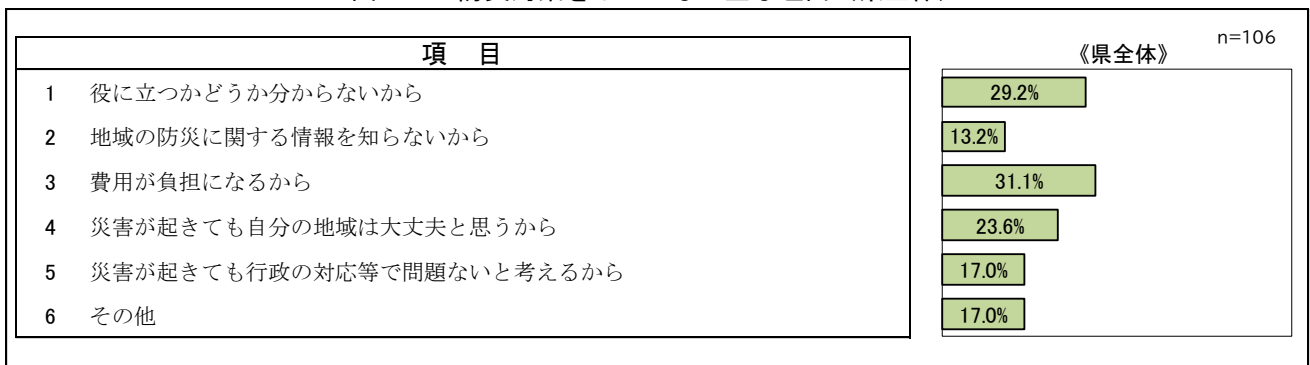 項 目
1 役に立つかどうか分からないから
2 地域の防災に関する情報を知らないから
3 費用が負担になるから
4 災害が起きても自分の地域は大丈夫と思うから
5 災害が起きても行政の対応等で問題ないと考えるから
6 その他
n=106
《県全体》
29.2%
13.2%
31.1%
23.6%
17.0%
17.0%